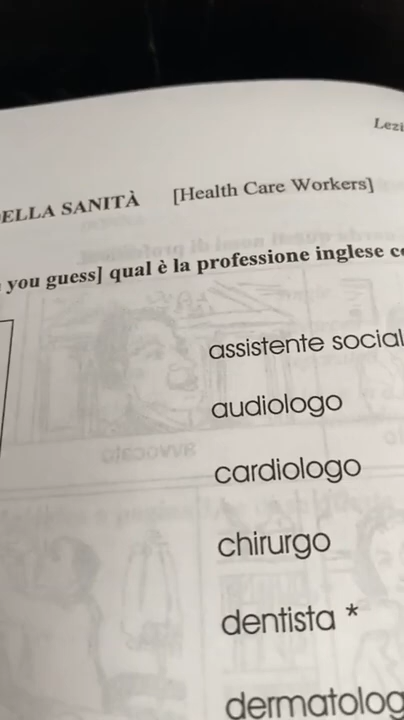 Lezi
ELLA SANITÀ [Health Care Workers]
you guess] qual è la professione inglese c
assistente social
audiologo
cardiologo
chirurgo
dentista *
dermatolog